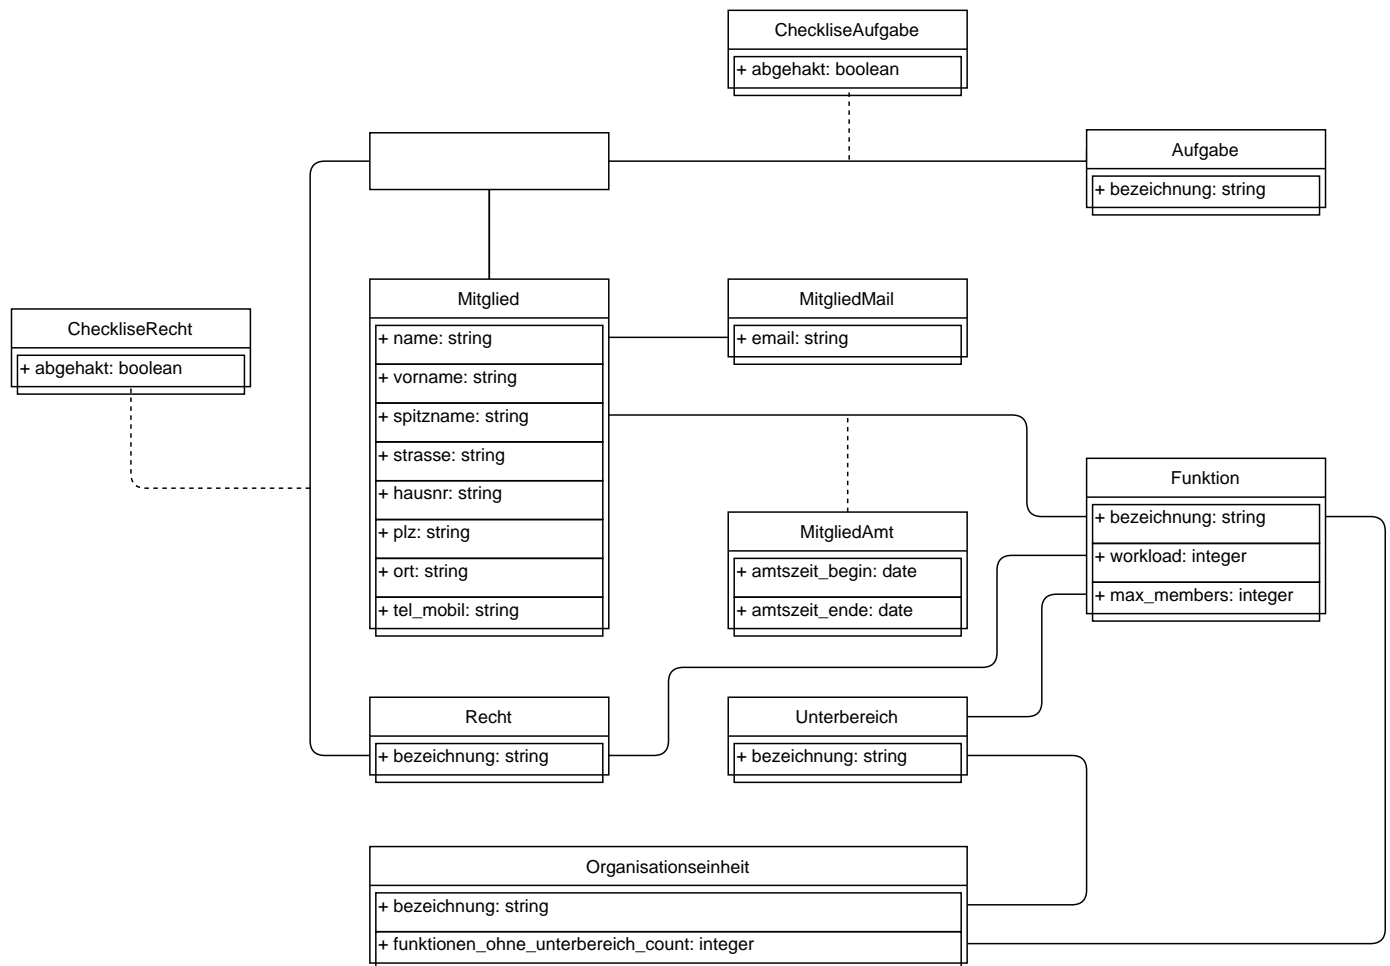 CheckliseAufgabe
+ abgehakt: boolean
Aufgabe
+ bezeichnung: string
Mitglied
+ name: string
+ vorname: string
+ spitzname: string
+ strasse: string
+ hausnr: string
+ plz: string
+ ort: string
+ tel_mobil: string
MitgliedMail
+ email: string
CheckliseRecht
+ abgehakt: boolean
Funktion
+ bezeichnung: string
+ workload: integer
+ max_members: integer
MitgliedAmt
+ amtszeit_begin: date
+ amtszeit_ende: date
Recht
+ bezeichnung: string
Unterbereich
+ bezeichnung: string
Organisationseinheit
+ bezeichnung: string
+ funktionen_ohne_unterbereich_count: integer